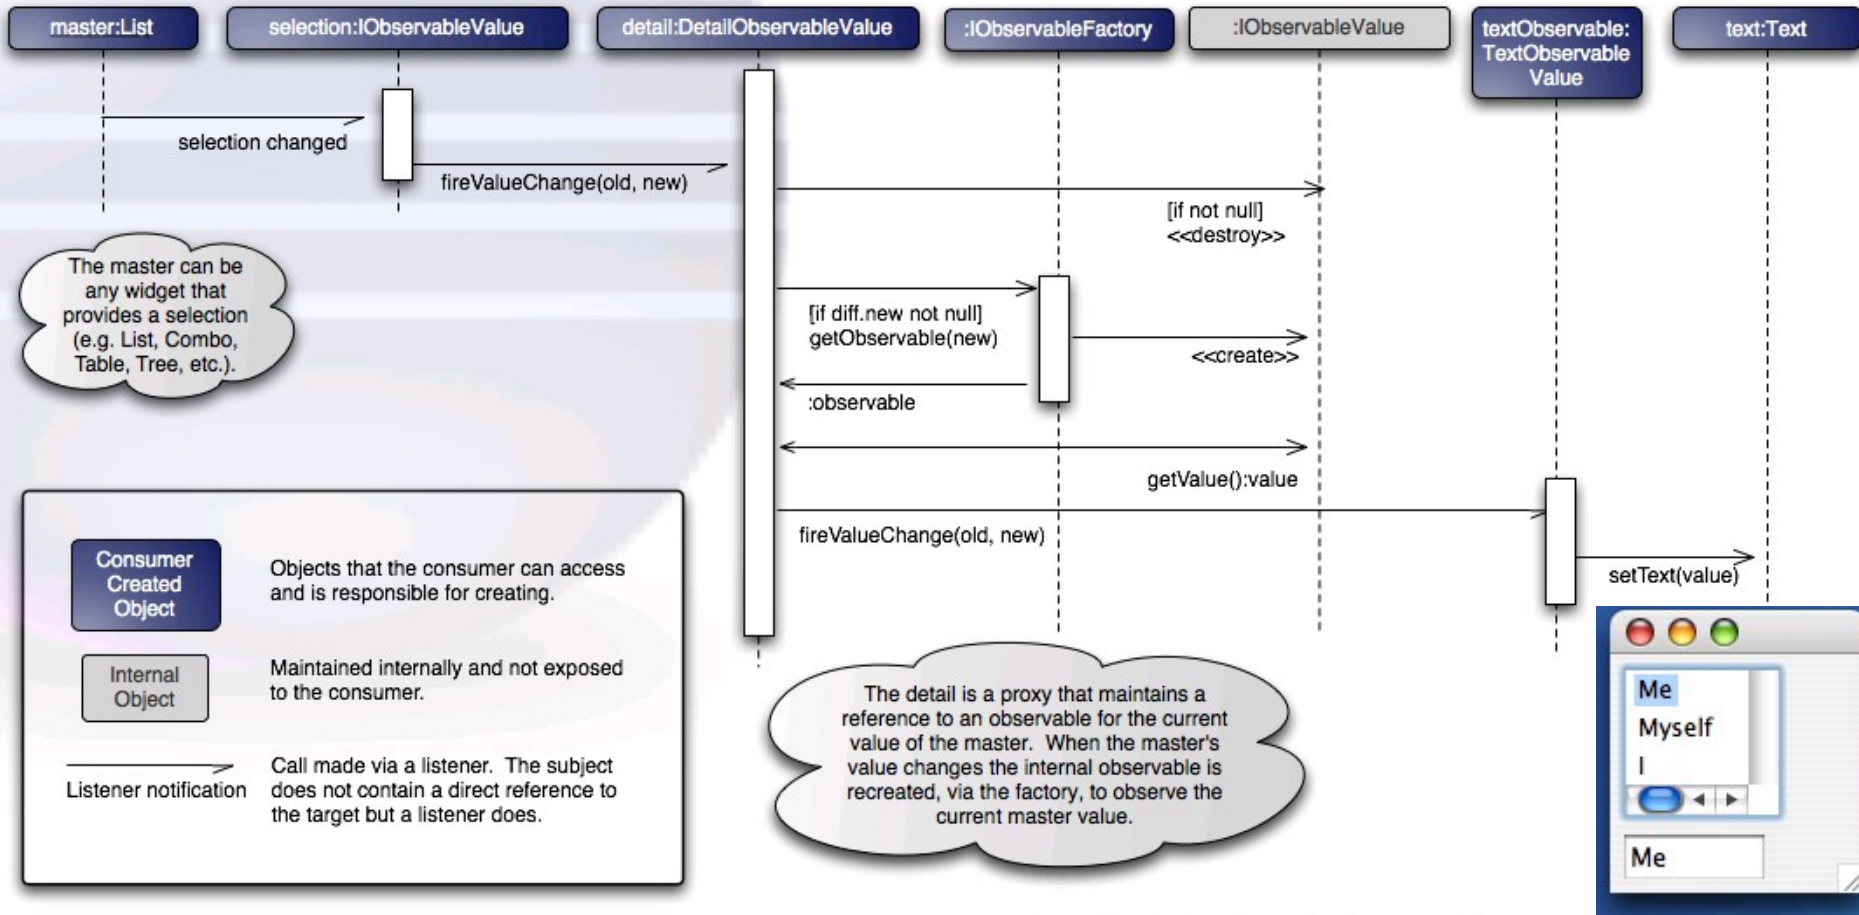 master:List
selection:IObservableValue
detail:DetailObservableValue
:IObservableFactory
:IObservableValue
textObservable:
TextObservable
Value
text:Text
selection changed
fireValueChange(old, new)
[if not null]
<<destroy>>
The master can be
any widget that
provides a selection
(e.g. List, Combo,
Table, Tree, etc.).
[if diff.new not null]
getObservable(new)
<<create>>
:observable
getValue():value
fireValueChange(old, new)
setText(value)
Consumer
Created
Object
Objects that the consumer can access
and is responsible for creating.
Internal
Object
Maintained internally and not exposed
to the consumer.
Listener notification
Call made via a listener. The subject
does not contain a direct reference to
the target but a listener does.
The detail is a proxy that maintains a
reference to an observable for the current
value of the master. When the master's
value changes the internal observable is
recreated, via the factory, to observe the
current master value.
Me
Myself
I
Me